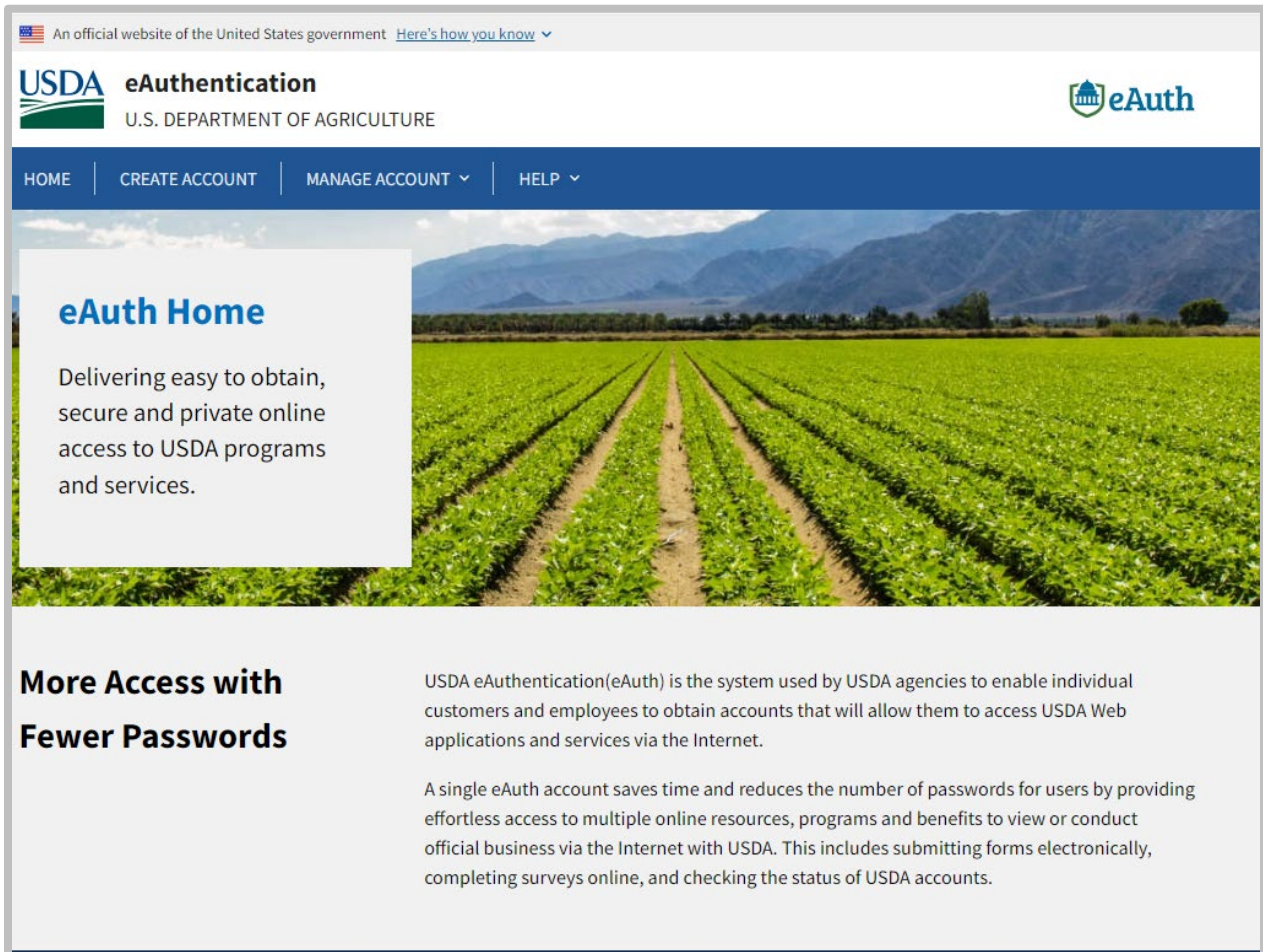 An official website of the United States government Here's how you know
USDA
eAuthentication
U.S. DEPARTMENT OF AGRICULTURE
eAuth
HOME
CREATE ACCOUNT
MANAGE ACCOUNT
HELP
eAuth Home
Delivering easy to obtain,
secure and private online
access to USDA programs
and services.
More Access with
Fewer Passwords
USDA eAuthentication(eAuth) is the system used by USDA agencies to enable individual
customers and employees to obtain accounts that will allow them to access USDA Web
applications and services via the Internet.
A single eAuth account saves time and reduces the number of passwords for users by providing
effortless access to multiple online resources, programs and benefits to view or conduct
official business via the Internet with USDA. This includes submitting forms electronically,
completing surveys online, and checking the status of USDA accounts.